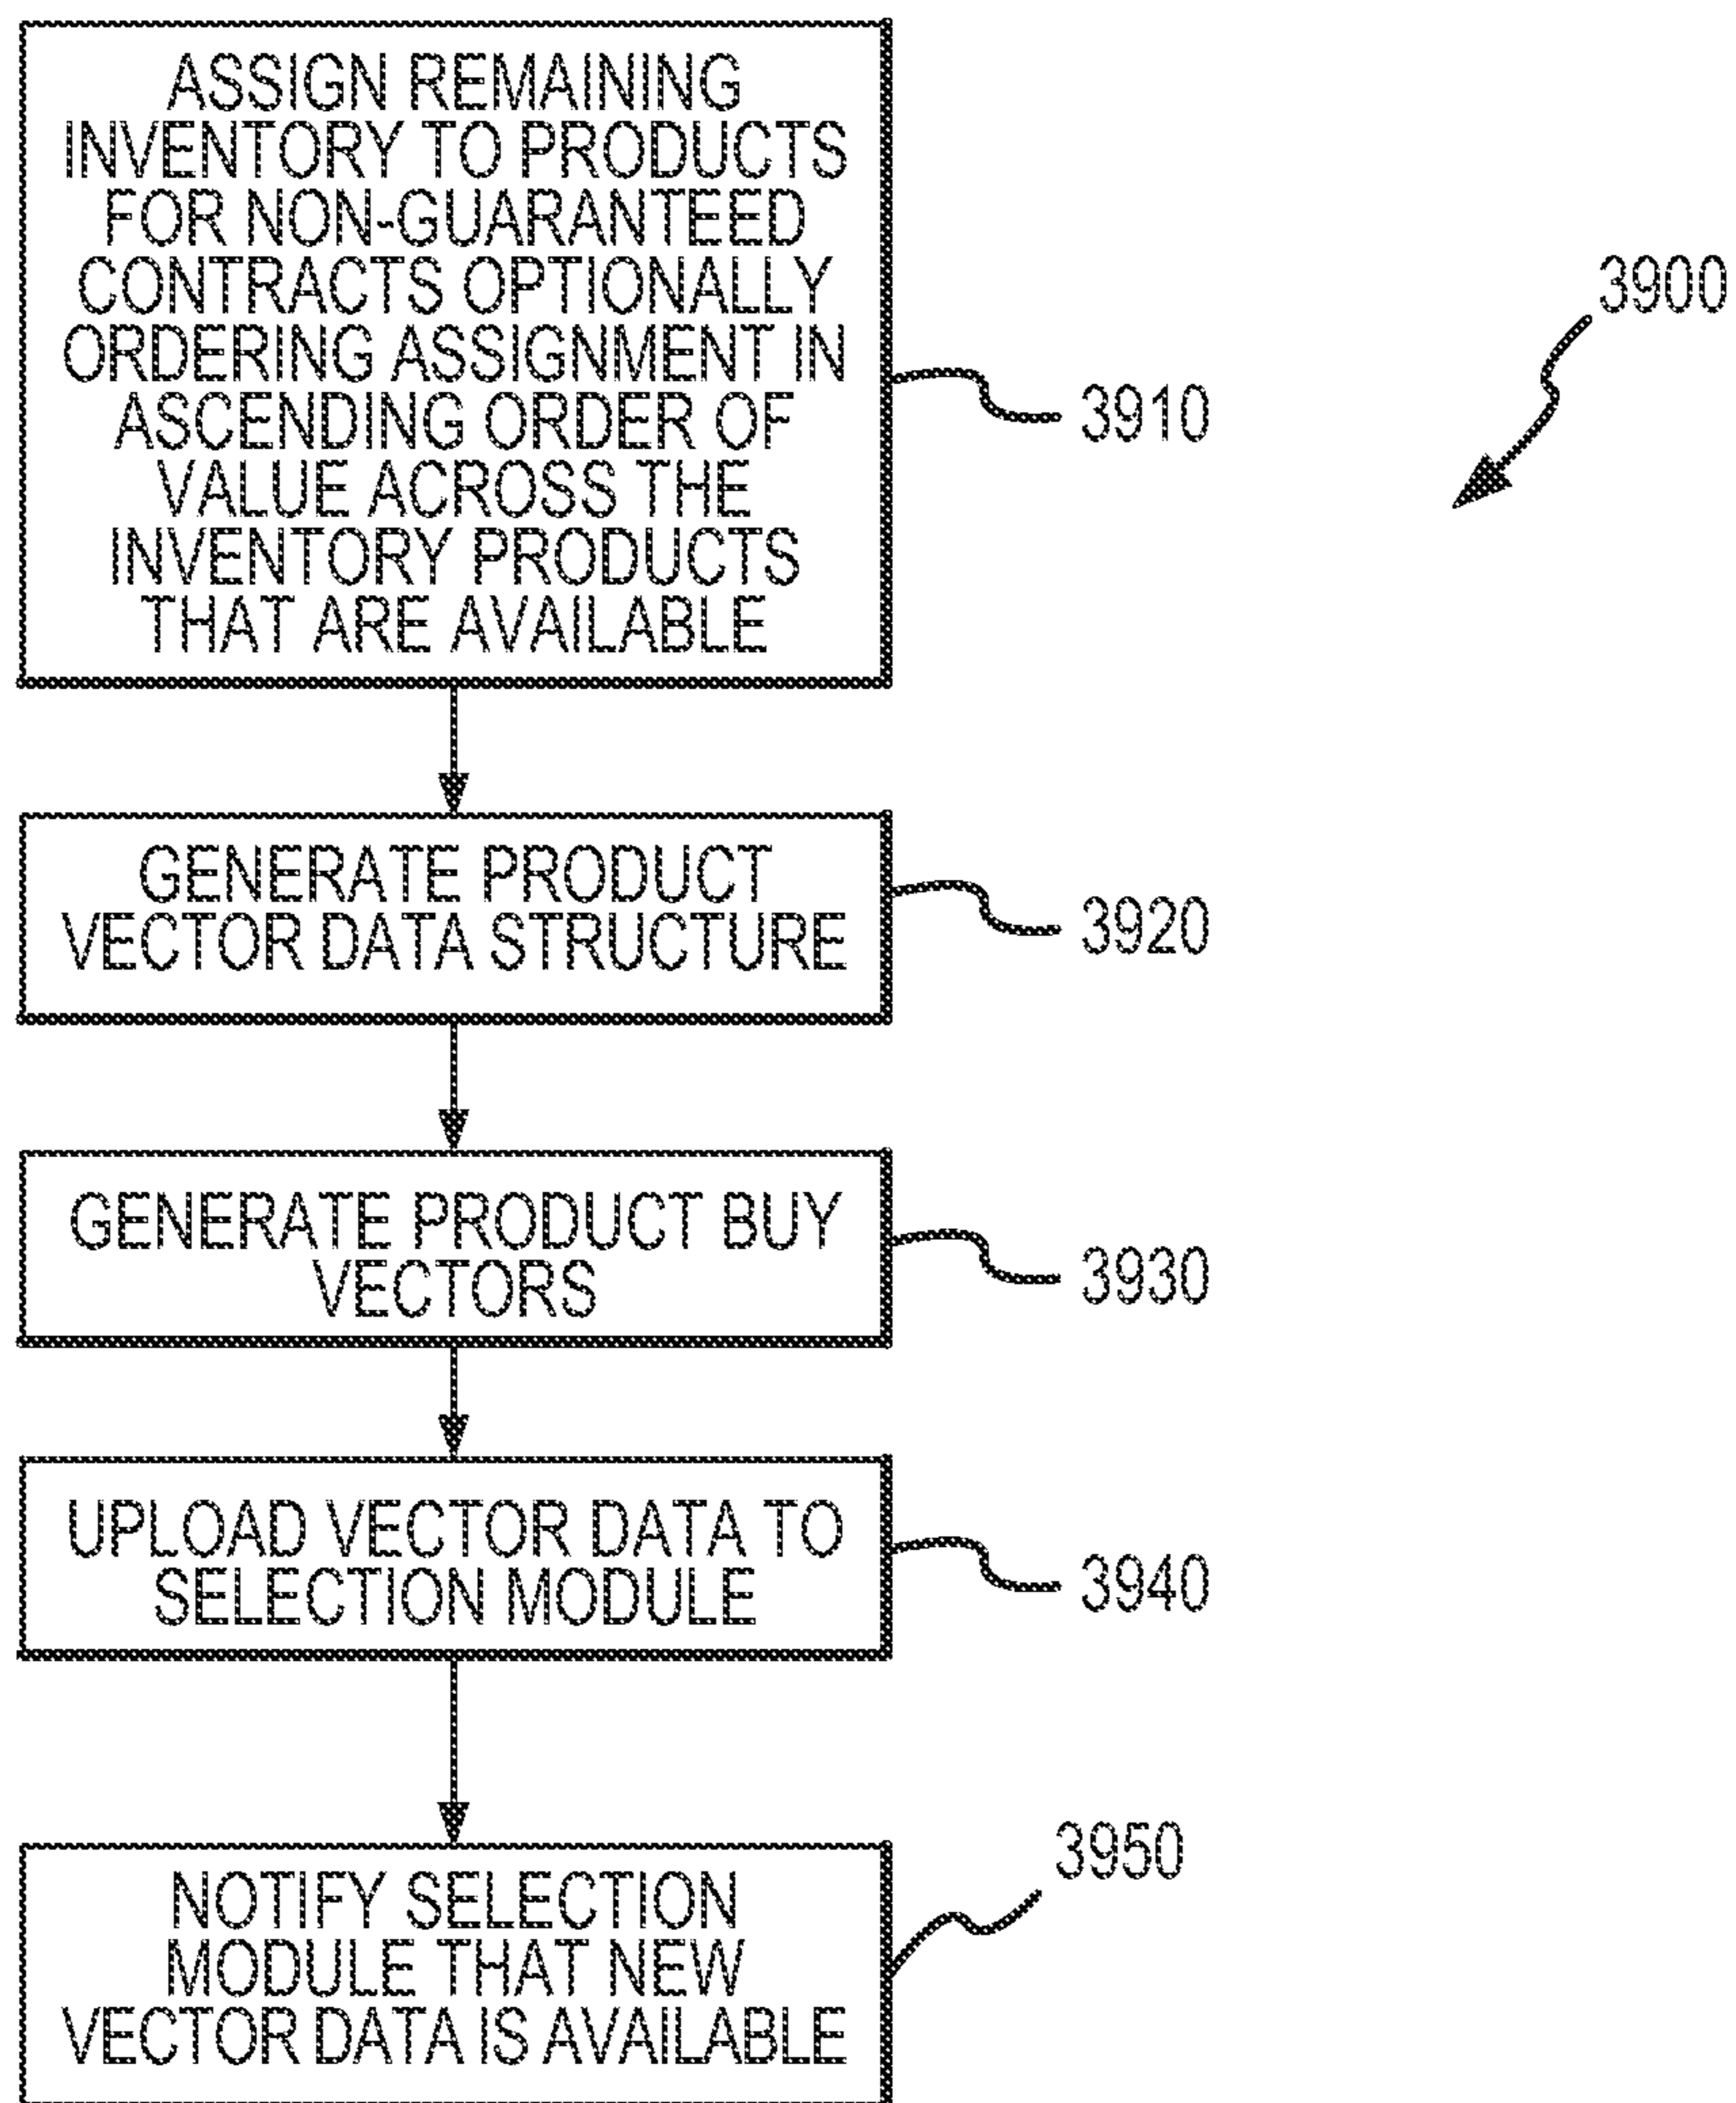 ASSIGN REMAINING
INVENTORY TO PRODUCTS
FOR NON-GUARANTEED
CONTRACTS OPTIONALLY
ORDERING ASSIGNMENT IN
ASCENDING ORDER OF
VALUE ACROSS THE
INVENTORY PRODUCTS
THAT ARE AVAILABLE
3910
3900
GENERATE PRODUCT
VECTOR DATA STRUCTURE
3920
GENERATE PRODUCT BUY
VECTORS
3930
UPLOAD VECTOR DATA TO
SELECTION MODULE
3940
NOTIFY SELECTION
MODULE THAT NEW
VECTOR DATA IS AVAILABLE
3950